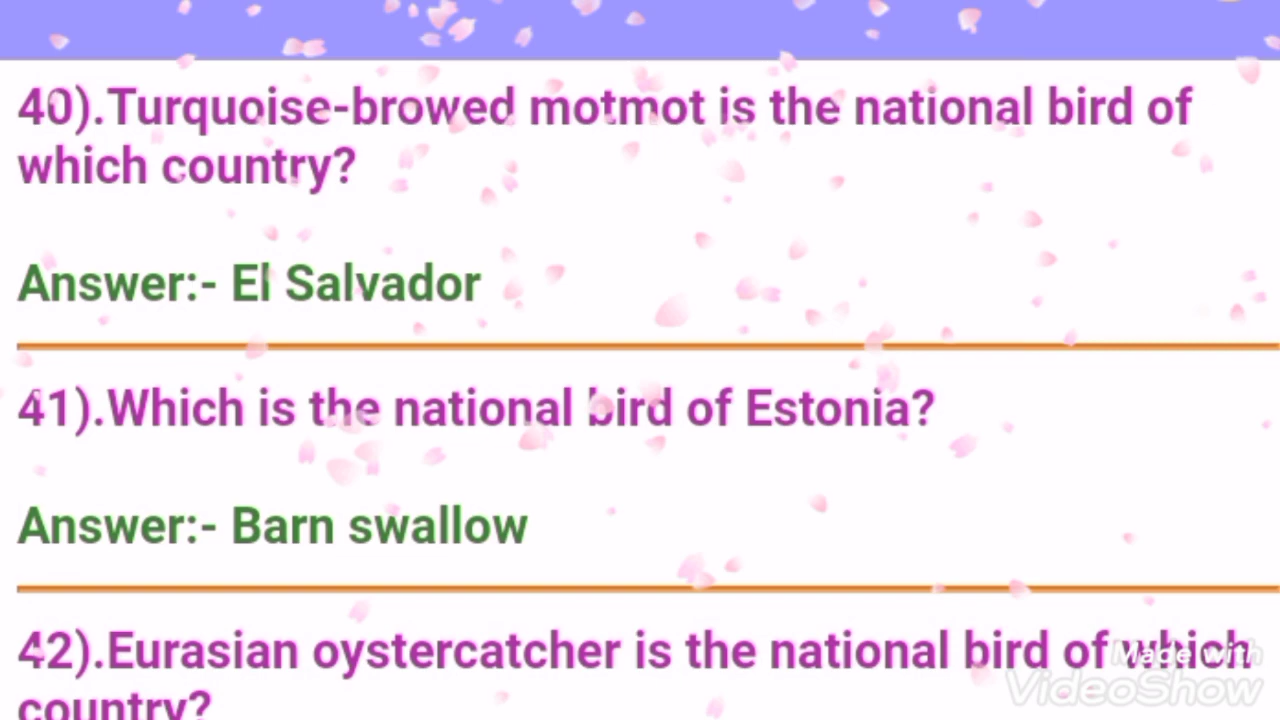 40).Turquoise-browed motmot is the national bird of
which country?
Answer:- El Salvador
41).Which is the national bird of Estonia?
Answer:- Barn swallow
42).Eurasian oystercatcher is the national bird of which
country?
Made with
VideoShow